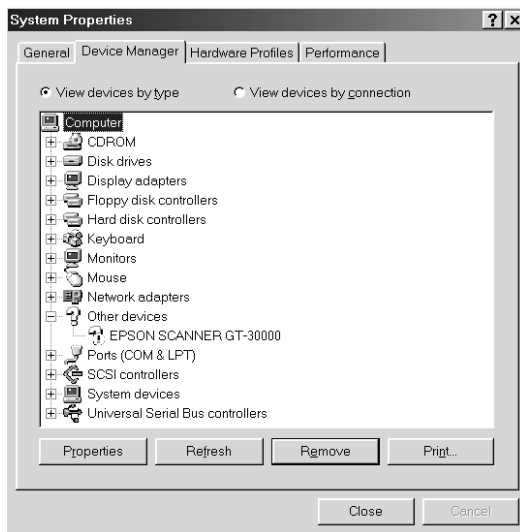 System Properties
? ×
General Device Manager Hardware Profiles Performance
View devices by type View devices by connection
Computer
CDROM
Disk drives
Display adapters
Floppy disk controllers
Hard disk controllers
Keyboard
Monitors
Mouse
Network adapters
Other devices
EPSON SCANNER GT-30000
Ports (COM & LPT)
SCSI controllers
System devices
Universal Serial Bus controllers
Properties Refresh Remove Print...
Close Cancel